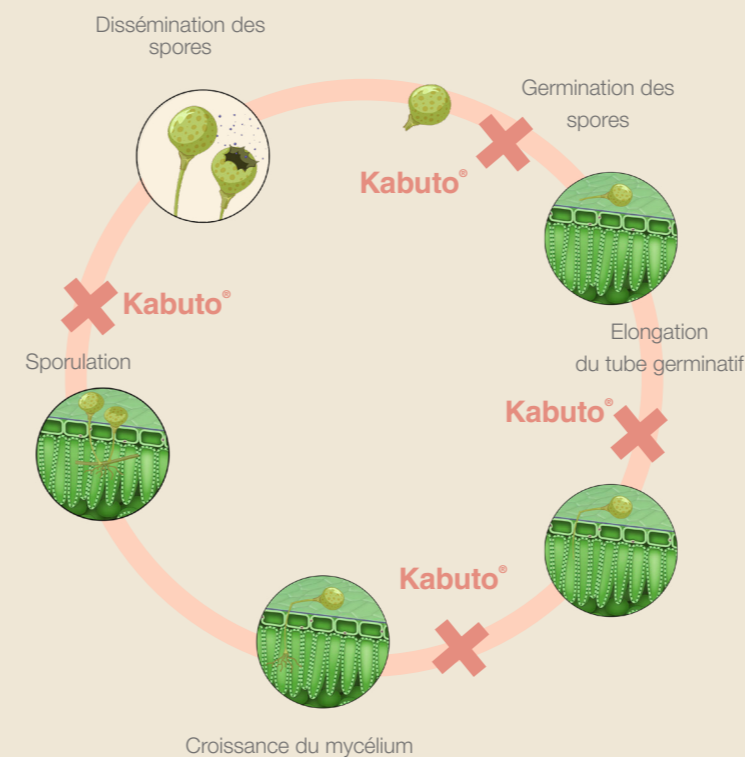 Dissémination des
spores
Germination des
spores
Kabuto®
Kabuto®
Elongation
du tube germinatif
Sporulation
Kabuto®
Kabuto®
Croissance du mycélium